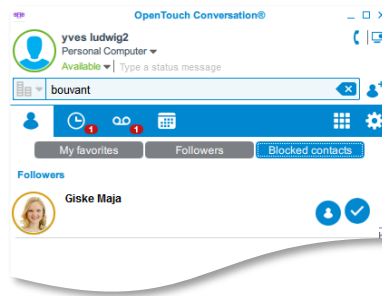 OpenTouch Conversation®
yves ludwig2
Personal Computer
Available Type a status message
bouvant
1 1
My favorites Followers Blocked contacts
Followers
Giske Maja